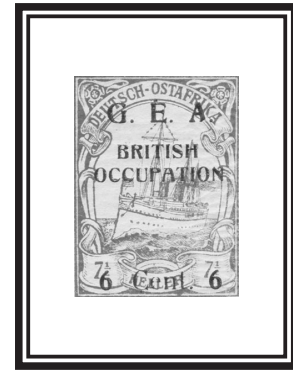 DEUTSCH-OSTAFRIKA
G. E. A.
BRITISH
OCCUPATION
7½ 7½
6 Cent. 6